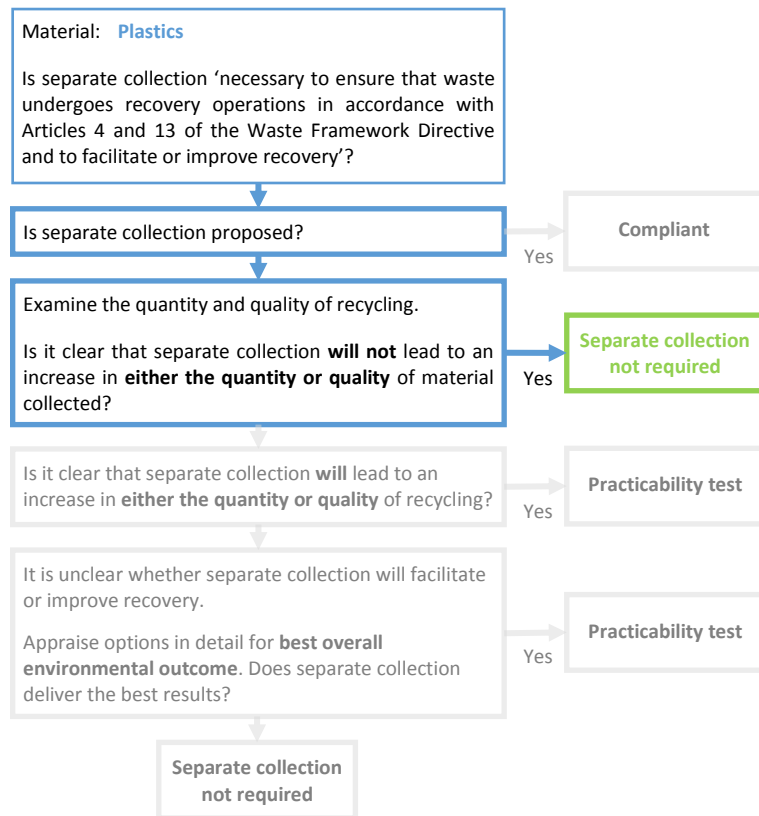 Material: Plastics
Is separate collection ‘necessary to ensure that waste
undergoes recovery operations in accordance with
Articles 4 and 13 of the Waste Framework Directive
and to facilitate or improve recovery’?
Is separate collection proposed?
Yes
Compliant
Examine the quantity and quality of recycling.
Is it clear that separate collection will not lead to an
increase in either the quantity or quality of material
collected?
Yes
Separate collection
not required
Is it clear that separate collection will lead to an
increase in either the quantity or quality of recycling?
Yes
Practicability test
It is unclear whether separate collection will facilitate
or improve recovery.
Appraise options in detail for best overall
environmental outcome. Does separate collection
deliver the best results?
Yes
Practicability test
Separate collection
not required